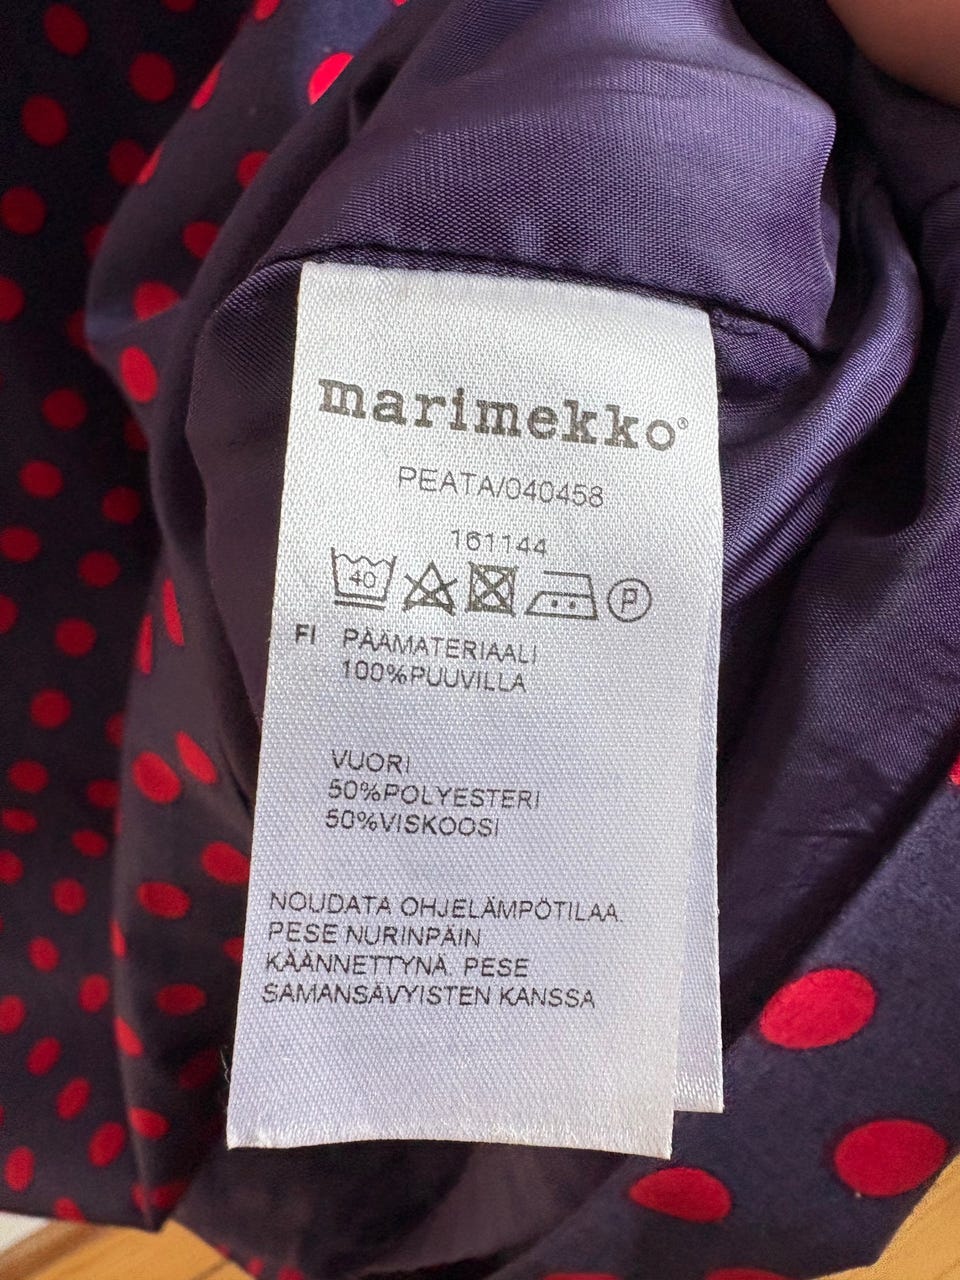 marimekko®
PEATA/040458
161144
40 P
FI PÄÄMATERIAALI
100%PUUVILLA
VUORI
50%POLYESTERI
50%VISKOOSI
NOUDATA OHJELÄMPÖTILAA.
PESE NURINPÄIN
KÄÄNNETTYNÄ. PESE
SAMANSÄVYISTEN KANSSA